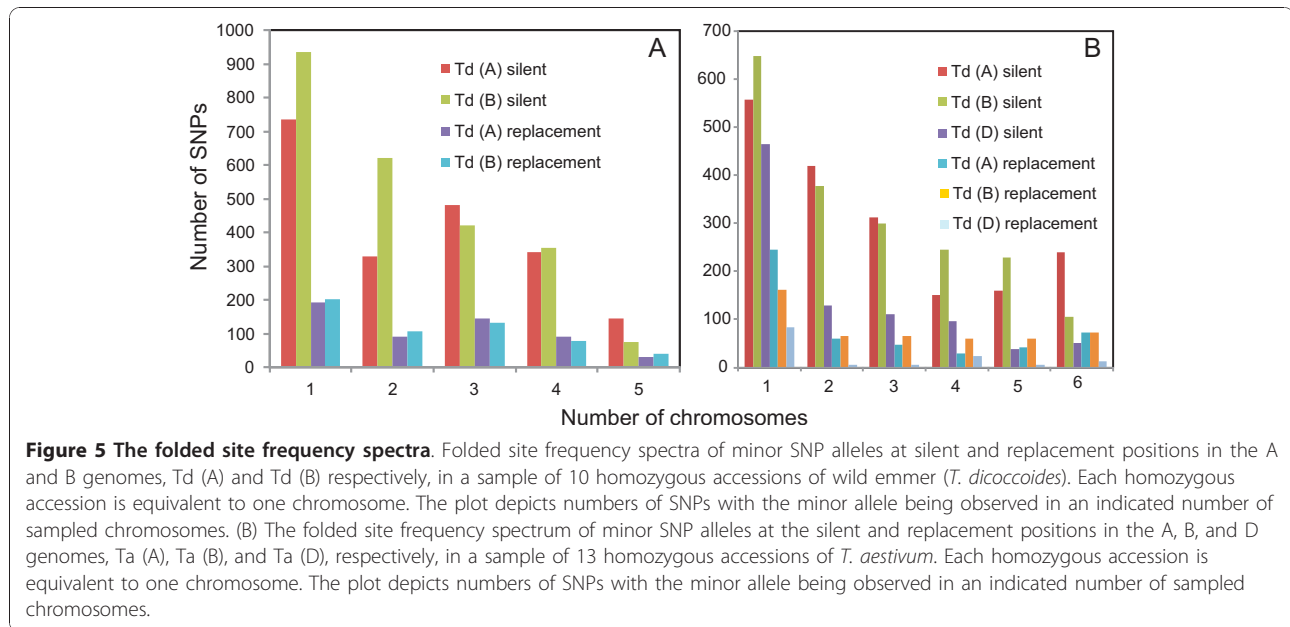 A
1000
900
800
700
600
500
400
300
200
100
0
Number of SNPs
Td (A) silent
Td (B) silent
Td (A) replacement
Td (B) replacement
1 2 3 4 5
B
700
600
500
400
300
200
100
0
Td (A) silent
Td (B) silent
Td (D) silent
Td (A) replacement
Td (B) replacement
Td (D) replacement
1 2 3 4 5 6
Number of chromosomes
Figure 5 The folded site frequency spectra. Folded site frequency spectra of minor SNP alleles at silent and replacement positions in the A
and B genomes, Td (A) and Td (B) respectively, in a sample of 10 homozygous accessions of wild emmer (T. dicoccoides). Each homozygous
accession is equivalent to one chromosome. The plot depicts numbers of SNPs with the minor allele being observed in an indicated number of
sampled chromosomes. (B) The folded site frequency spectrum of minor SNP alleles at the silent and replacement positions in the A, B, and D
genomes, Ta (A), Ta (B), and Ta (D), respectively, in a sample of 13 homozygous accessions of T. aestivum. Each homozygous accession is
equivalent to one chromosome. The plot depicts numbers of SNPs with the minor allele being observed in an indicated number of sampled
chromosomes.